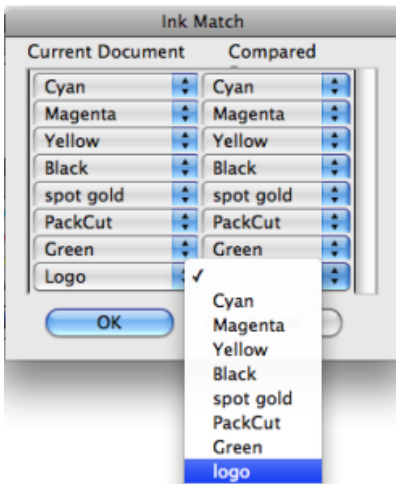 Ink Match
Current Document Compared
Cyan Cyan
Magenta Magenta
Yellow Yellow
Black Black
spot gold spot gold
PackCut PackCut
Green Green
Logo ✓
Cyan
OK
Magenta
Yellow
Black
spot gold
PackCut
Green
logo